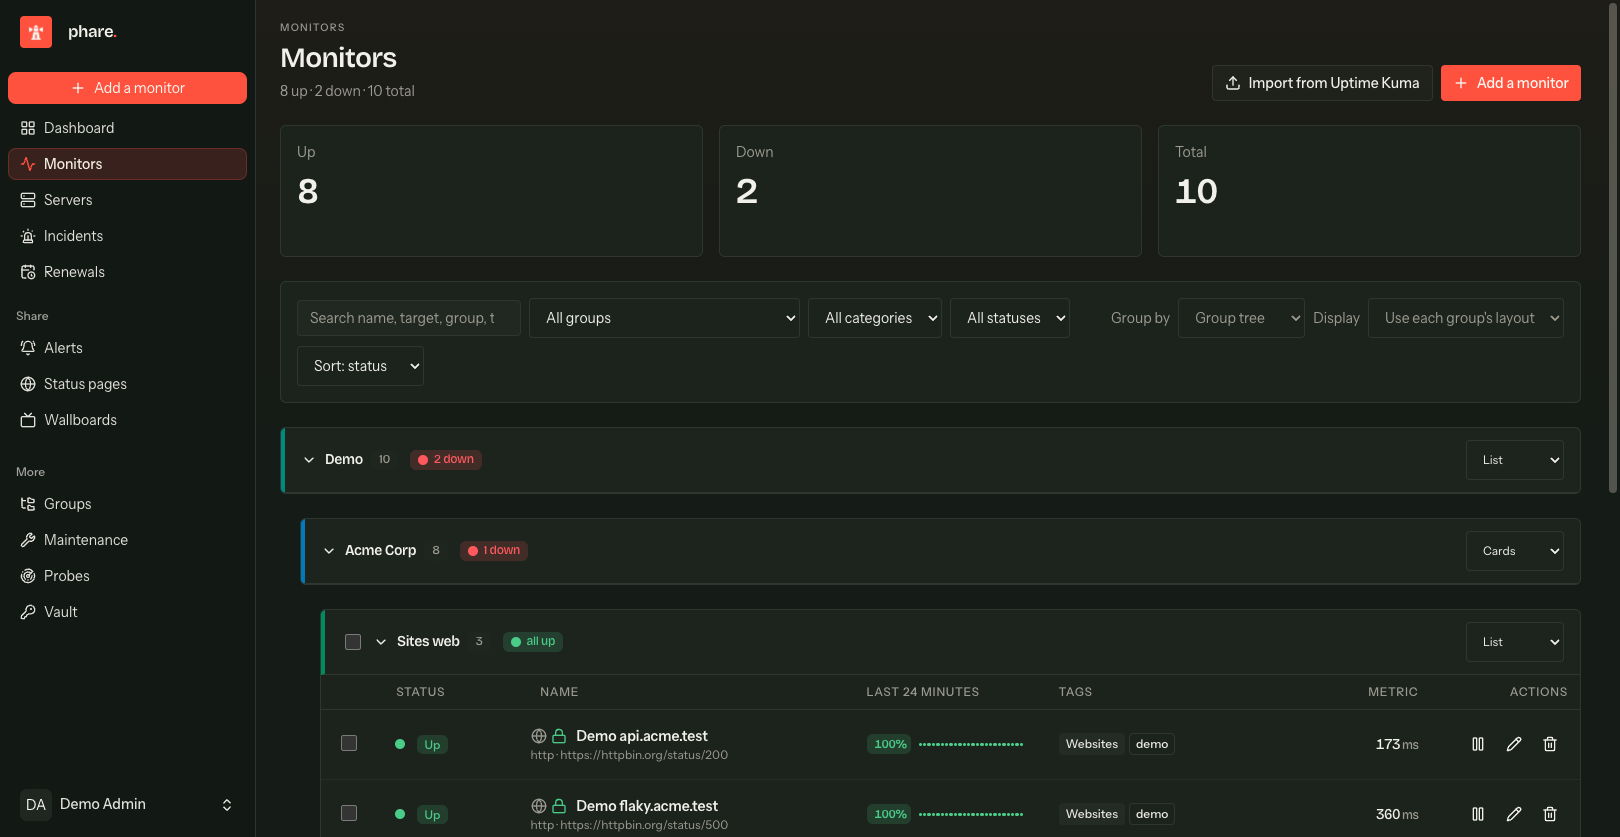 phare.
Add a monitor
Dashboard
Monitors
Servers
Incidents
Renewals
Share
Alerts
Status pages
Wallboards
More
Groups
Maintenance
Probes
Vault
DA Demo Admin
MONITORS
Monitors
8 up · 2 down · 10 total
Import from Uptime Kuma
Add a monitor
Up
8
Down
2
Total
10
Search name, target, group, t
All groups
All categories
All statuses
Group by
Group tree
Display
Use each group's layout
Sort: status
Demo 10 2 down List
Acme Corp 8 1 down Cards
Sites web 3 all up List
STATUS NAME LAST 24 MINUTES TAGS METRIC ACTIONS
Up Demo api.acme.test 100% Websites demo 173 ms
http · https://httpbin.org/status/200
Up Demo flaky.acme.test 100% Websites demo 360 ms
http · https://httpbin.org/status/500